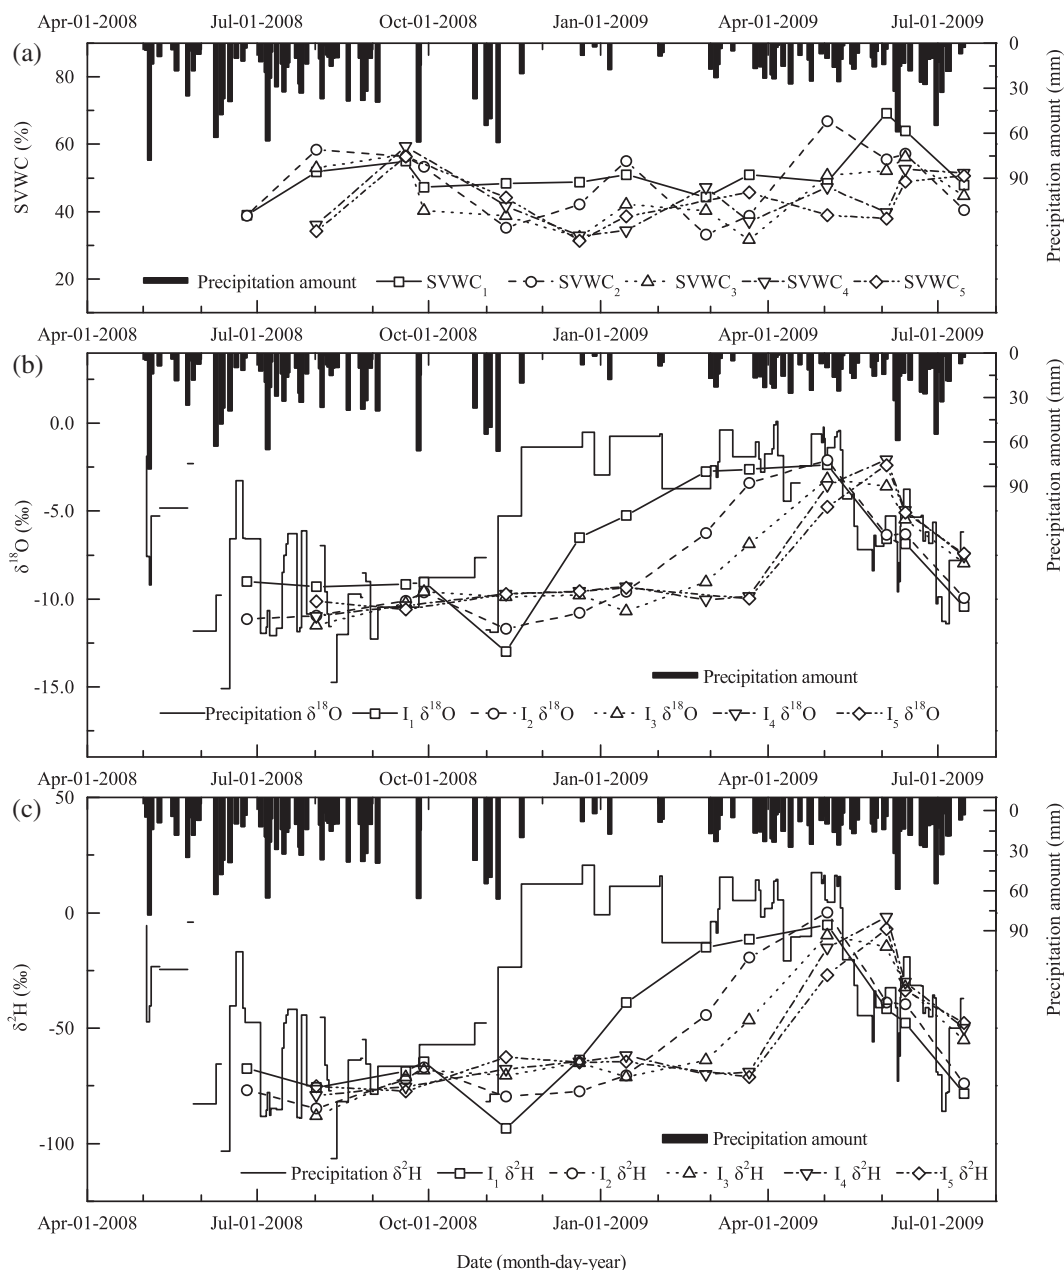 Apr-01-2008 Jul-01-2008 Oct-01-2008 Jan-01-2009 Apr-01-2009 Jul-01-2009
(a)
80
60
40
20
SVWC (%)
0
30
60
90
Precipitation amount (mm)
Precipitation amount SVWC₁ SVWC₂ SVWC₃ SVWC₄ SVWC₅
Apr-01-2008 Jul-01-2008 Oct-01-2008 Jan-01-2009 Apr-01-2009 Jul-01-2009
(b)
0.0
-5.0
-10.0
-15.0
δ¹⁸O (‰)
0
30
60
90
Precipitation amount (mm)
Precipitation amount
Precipitation δ¹⁸O I₁ δ¹⁸O I₂ δ¹⁸O I₃ δ¹⁸O I₄ δ¹⁸O I₅ δ¹⁸O
Apr-01-2008 Jul-01-2008 Oct-01-2008 Jan-01-2009 Apr-01-2009 Jul-01-2009
(c)
50
0
-50
-100
δ²H (‰)
0
30
60
90
Precipitation amount (mm)
Precipitation amount
Precipitation δ²H I₁ δ²H I₂ δ²H I₃ δ²H I₄ δ²H I₅ δ²H
Apr-01-2008 Jul-01-2008 Oct-01-2008 Jan-01-2009 Apr-01-2009 Jul-01-2009
Date (month-day-year)